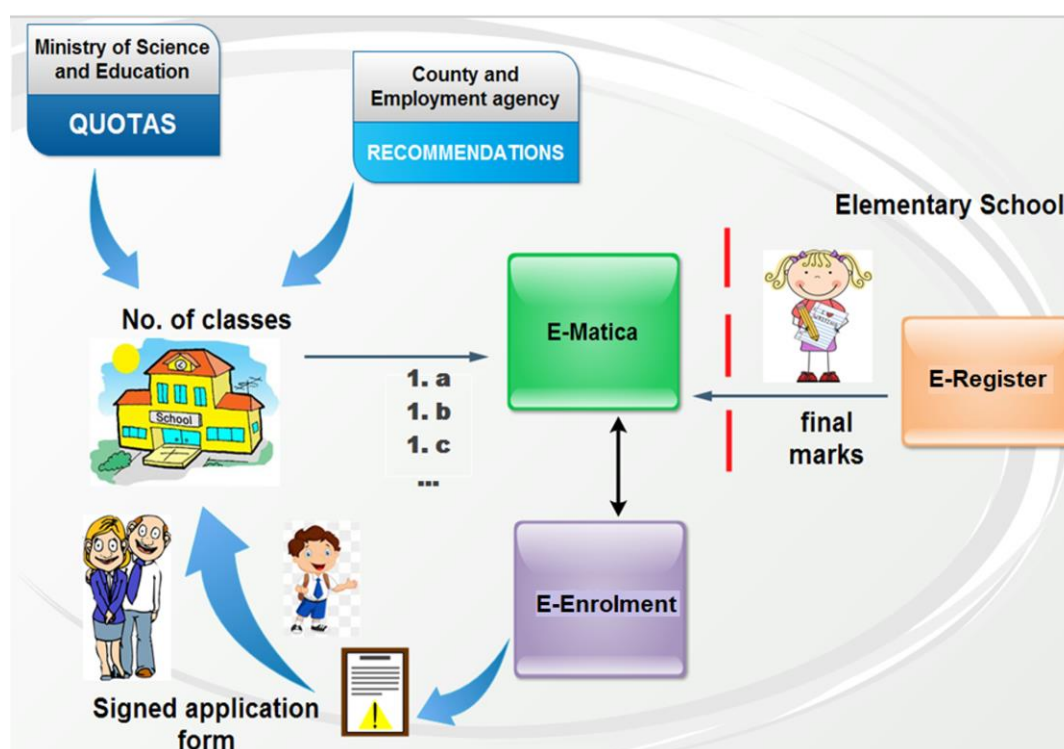 Ministry of Science
and Education
QUOTAS
County and
Employment agency
RECOMMENDATIONS
Elementary School
No. of classes
School
1. a
1. b
1. c
...
E-Matica
E-Register
final
marks
E-Enrolment
Signed application
form